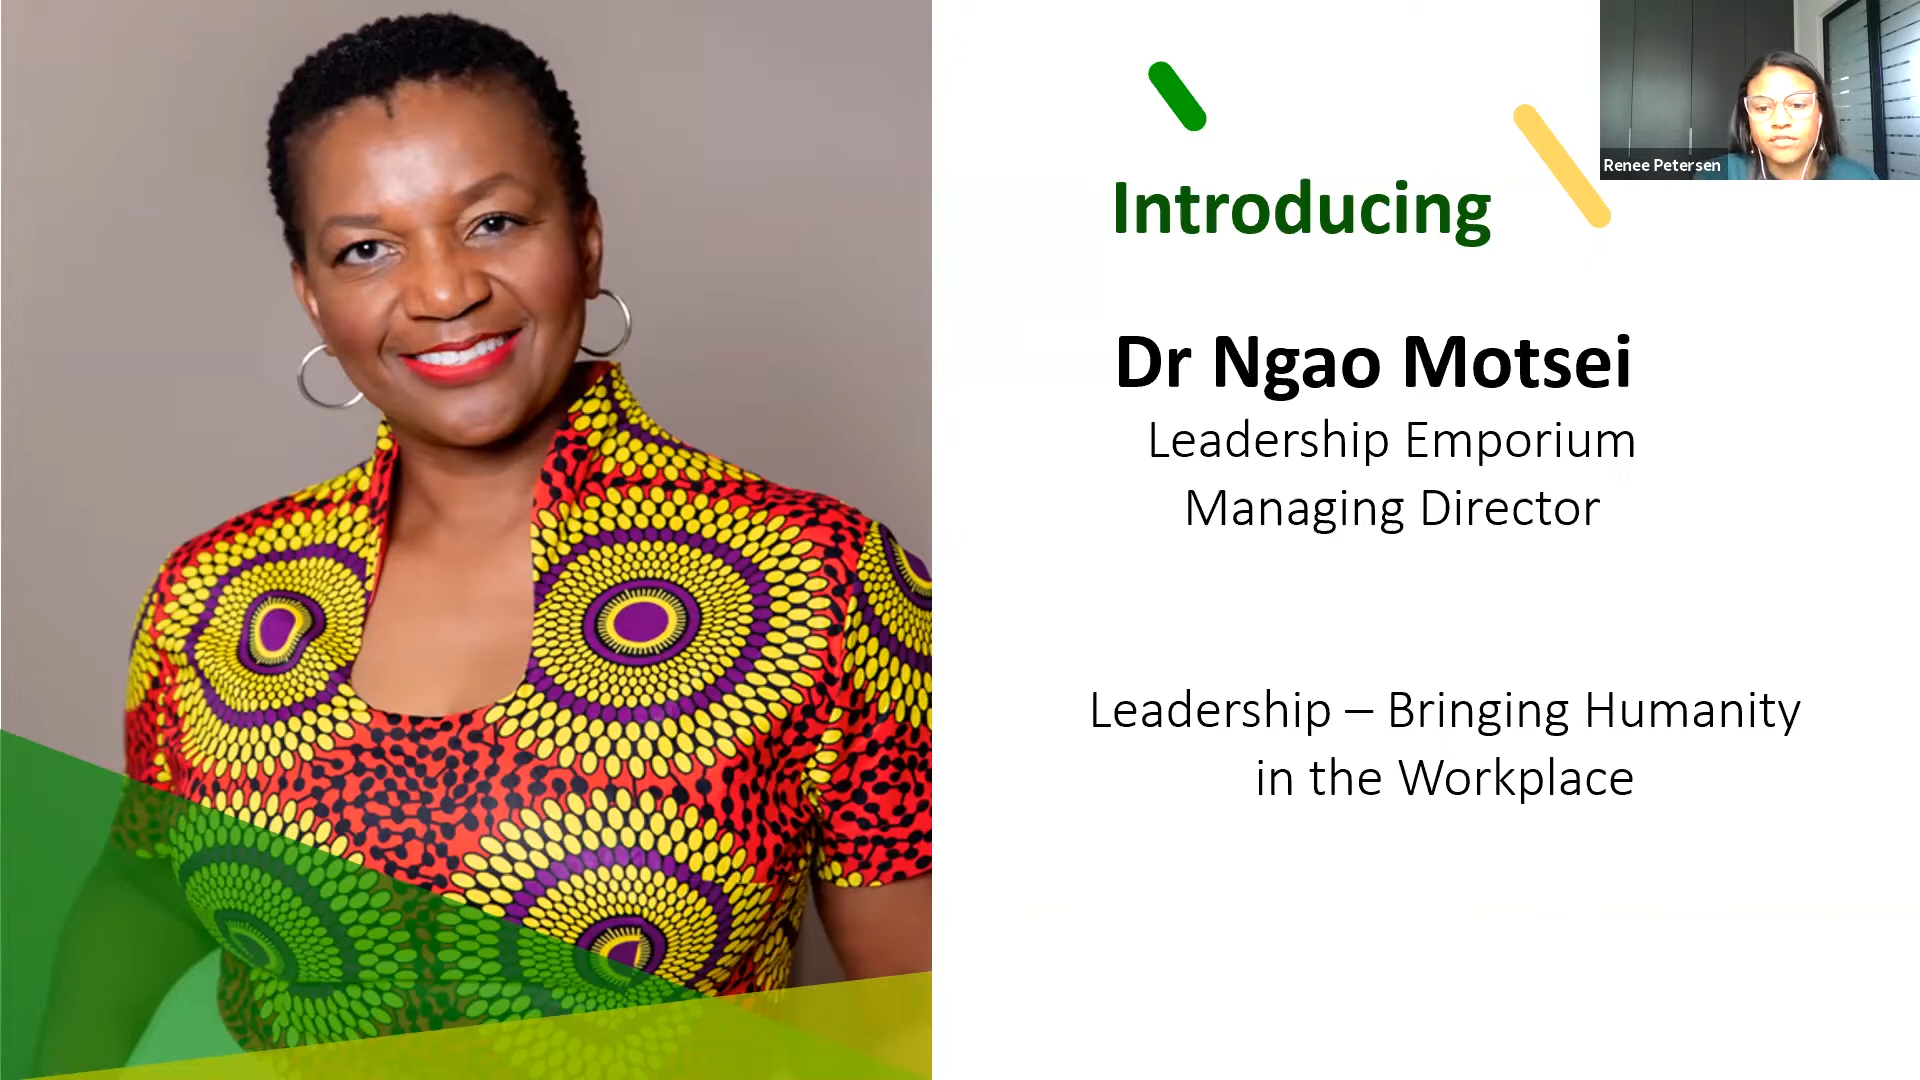 Renee Petersen
Introducing
Dr Ngao Motsei
Leadership Emporium
Managing Director
Leadership – Bringing Humanity
in the Workplace